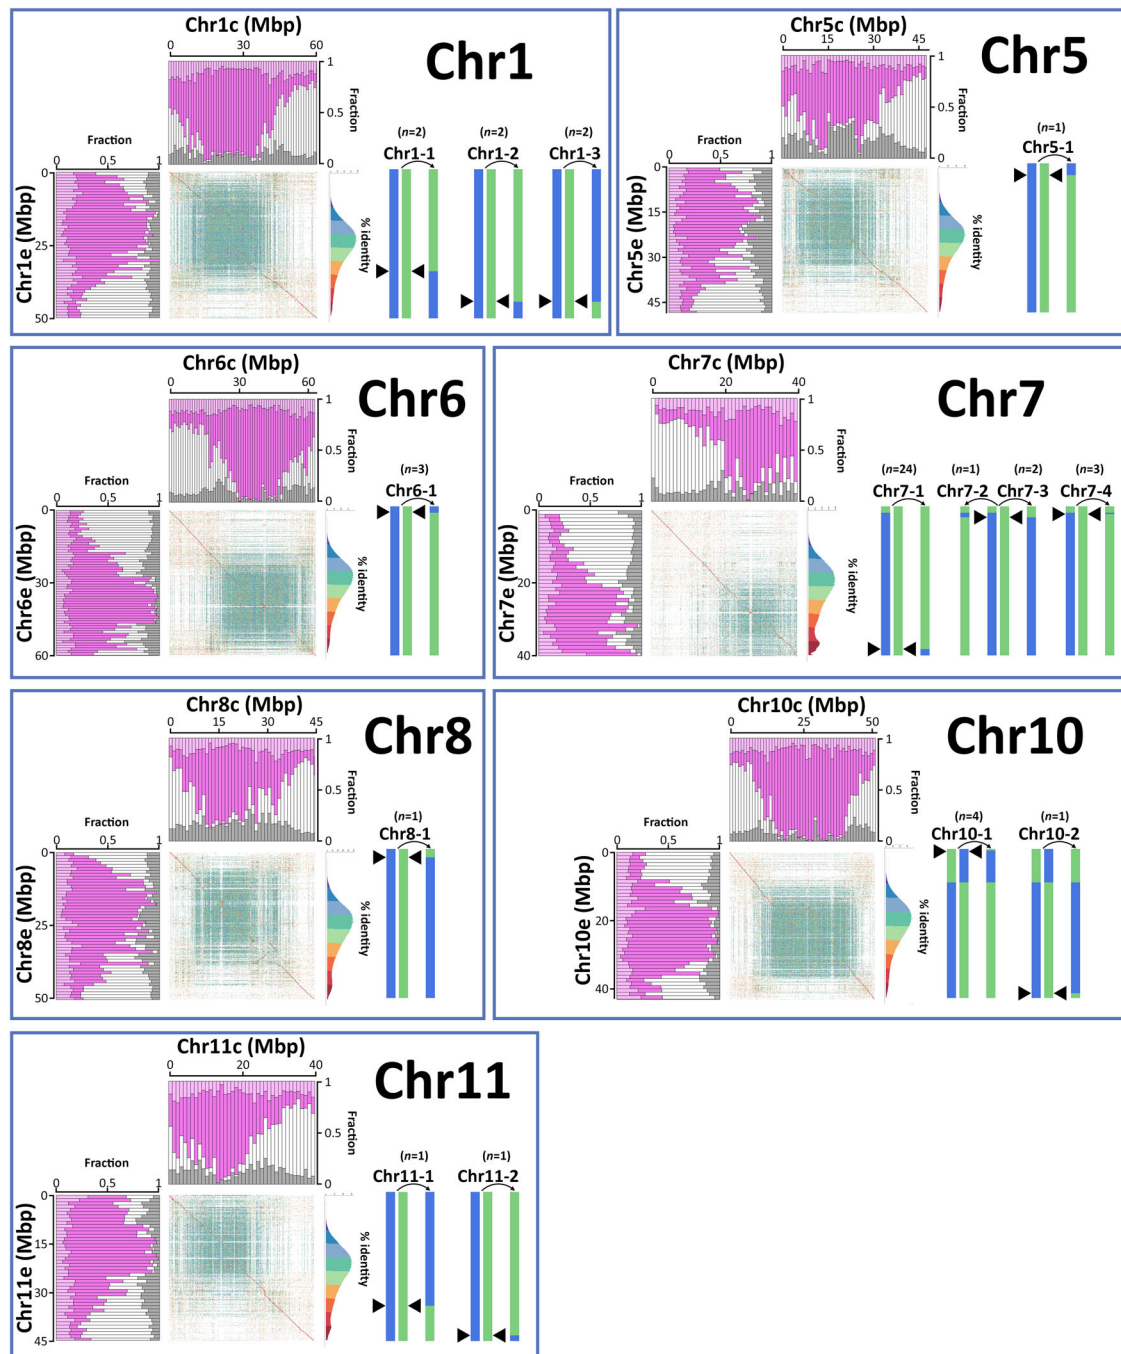 Chr1c (Mbp)
0 30 60
Chr1
1
0.5
0
Fraction
Fraction
0 0,5 1
(n=2) (n=2) (n=2)
Chr1-1 Chr1-2 Chr1-3
Chr1e (Mbp)
0
25
50
% identity
Chr5c (Mbp)
0 15 30 45
Chr5
1
0.5
0
Fraction
Fraction
0 0.5 1
(n=1)
Chr5-1
Chr5e (Mbp)
0
15
30
45
% identity
Chr6c (Mbp)
0 30 60
Chr6
1
0.5
0
Fraction
Fraction
0 0.5 1
(n=3)
Chr6-1
Chr6e (Mbp)
0
30
60
% identity
Chr7c (Mbp)
0 20 40
Chr7
1
0.5
0
Fraction
Fraction
0 0.5 1
(n=24) (n=1) (n=2) (n=3)
Chr7-1 Chr7-2 Chr7-3 Chr7-4
Chr7e (Mbp)
0
20
40
% identity
Chr8c (Mbp)
0 15 30 45
Chr8
1
0.5
0
Fraction
Fraction
0 0.5 1
(n=1)
Chr8-1
Chr8e (Mbp)
0
25
50
% identity
Chr10c (Mbp)
0 25 50
Chr10
1
0.5
0
Fraction
Fraction
0 0.5 1
(n=4) (n=1)
Chr10-1 Chr10-2
Chr10e (Mbp)
0
20
40
% identity
Chr11c (Mbp)
0 20 40
Chr11
1
0.5
0
Fraction
Fraction
0 0.5 1
(n=1) (n=1)
Chr11-1 Chr11-2
Chr11e (Mbp)
0
15
30
45
% identity